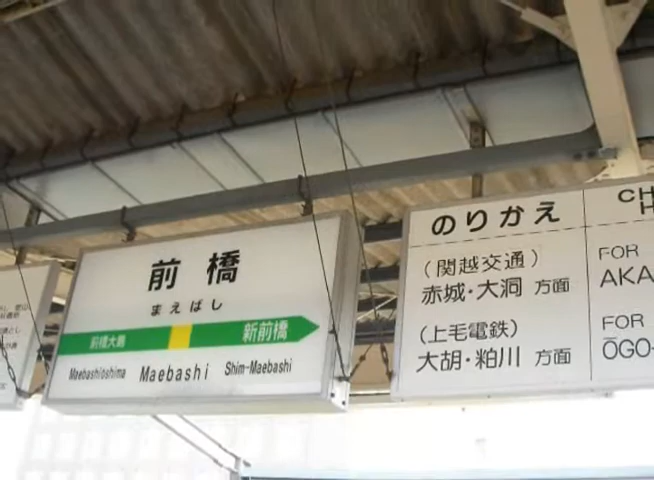 前橋
まえばし
前橋大島 新前橋
Maebashioshima Maebashi Shim-Maebashi
のりかえ
(関越交通)
赤城・大洞 方面
(上毛電鉄)
大胡・粕川 方面
CH
FOR
AKA
FOR
ŌGO-